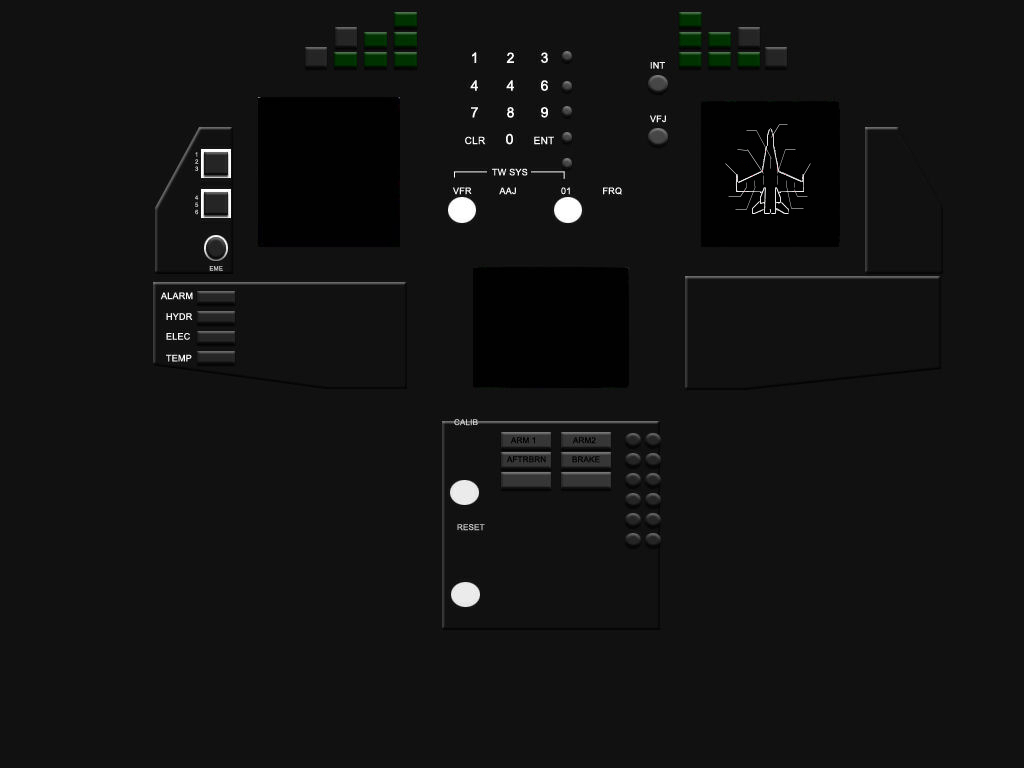 1 2 3
INT
4 4 6
7 8 9
VFJ
CLR 0 ENT
1
2
3
TW SYS
VFR AAJ 01 FRQ
4
5
6
EME
ALARM
HYDR
ELEC
TEMP
CALIB
ARM 1 ARM2
AFTRBRN BRAKE
RESET